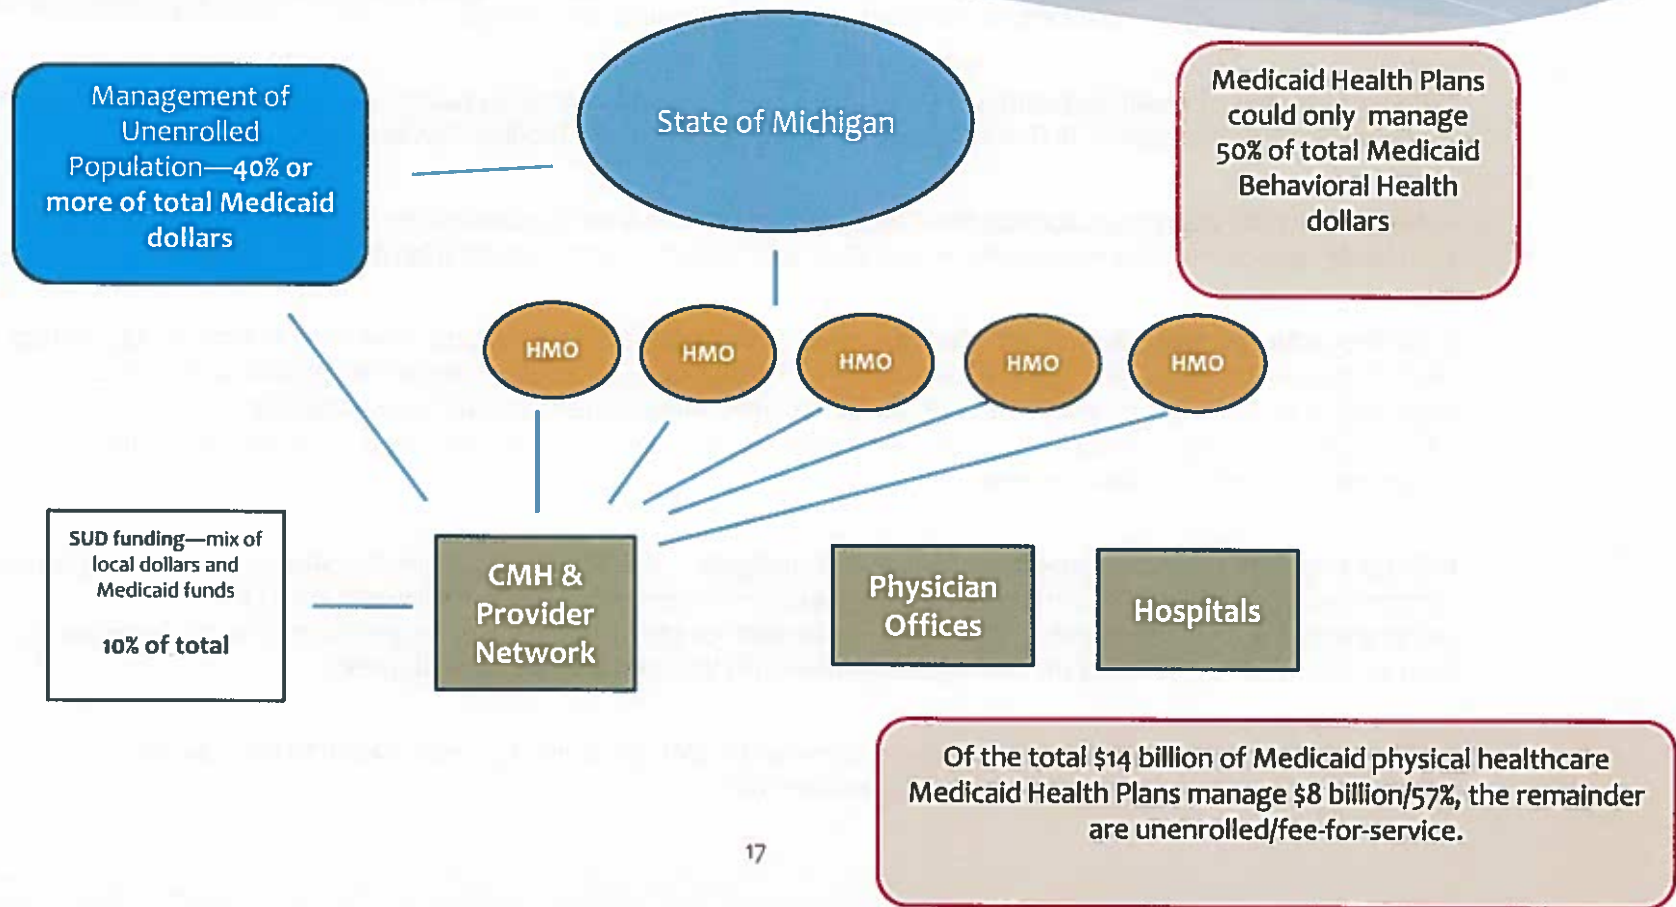 Management of
Unenrolled
Population—40% or
more of total Medicaid
dollars
State of Michigan
Medicaid Health Plans
could only manage
50% of total Medicaid
Behavioral Health
dollars
HMO
HMO
HMO
HMO
HMO
SUD funding—mix of
local dollars and
Medicaid funds
10% of total
CMH &
Provider
Network
Physician
Offices
Hospitals
Of the total $14 billion of Medicaid physical healthcare
Medicaid Health Plans manage $8 billion/57%, the remainder
are unenrolled/fee-for-service.
17